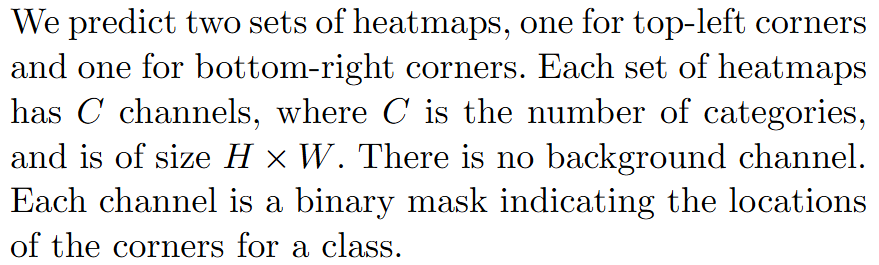 We predict two sets of heatmaps, one for top-left corners
and one for bottom-right corners. Each set of heatmaps
has C channels, where C is the number of categories,
and is of size H × W. There is no background channel.
Each channel is a binary mask indicating the locations
of the corners for a class.